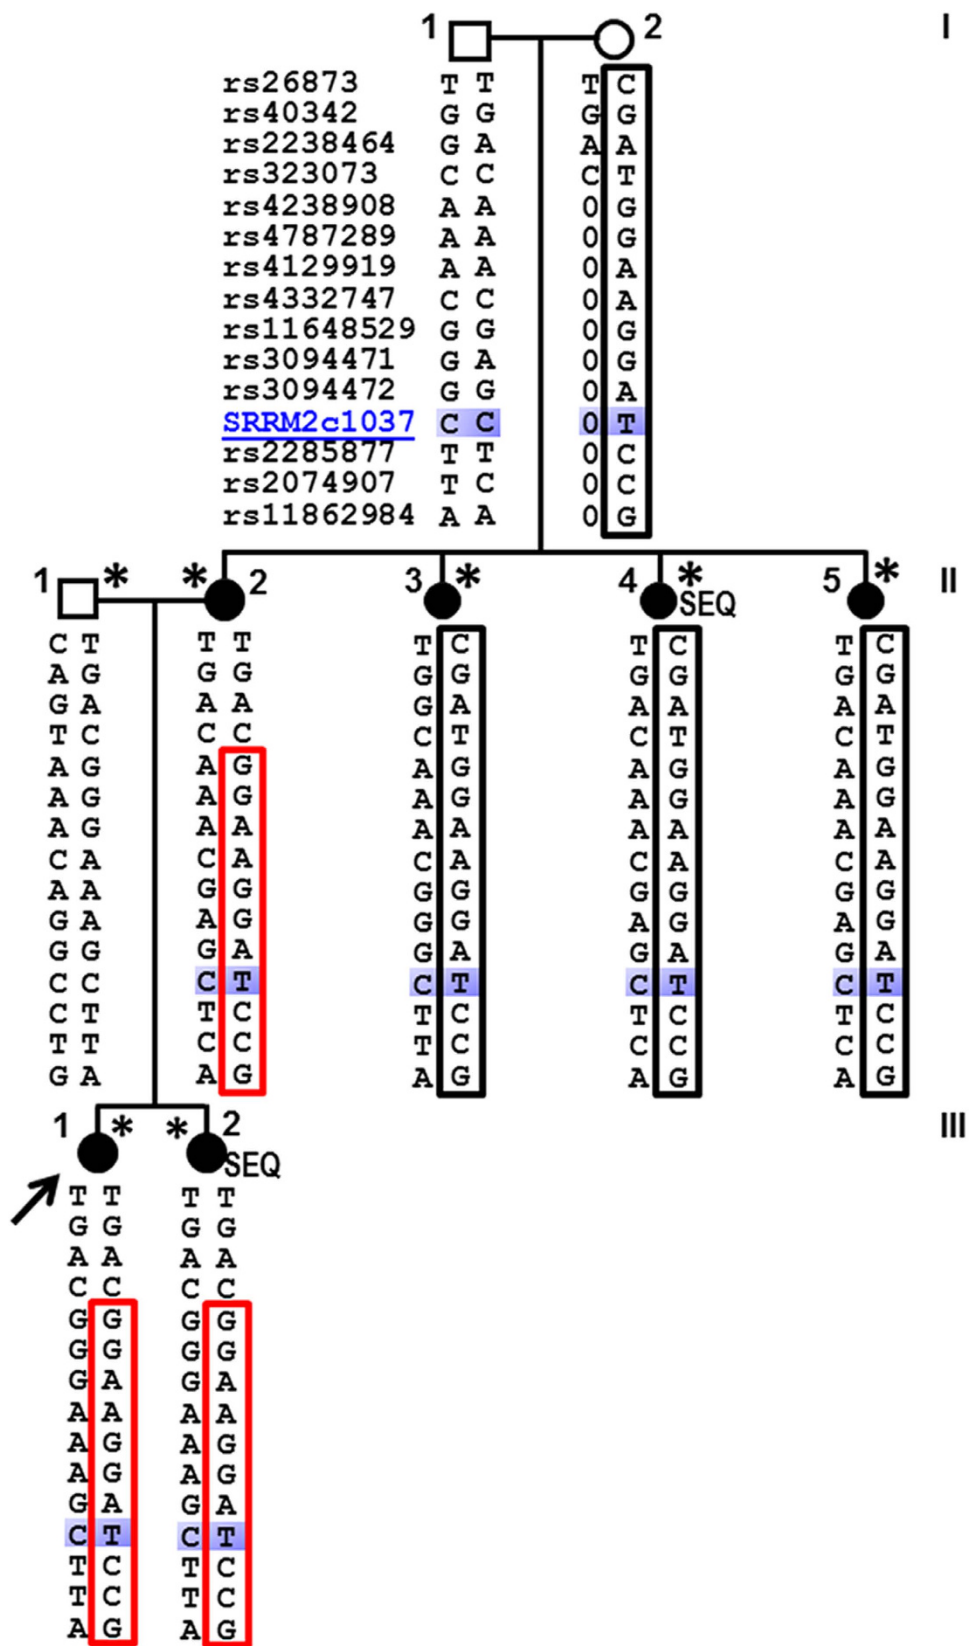 1 2 I
rs26873 T T T C
rs40342 G G G G
rs2238464 G A A A
rs323073 C C C T
rs4238908 A A 0 G
rs4787289 A A 0 G
rs4129919 A A 0 A
rs4332747 C C 0 A
rs11648529 G G 0 G
rs3094471 G A 0 G
rs3094472 G G 0 A
SRRM2c1037 C C 0 T
rs2285877 T T 0 C
rs2074907 T C 0 C
rs11862984 A A 0 G
1 * * 2 3 * 4 * SEQ 5 * II
C T T T T C T C T C
A G G G G G G G G G
G A A A G A A A A A
T C C C C T C T C T
A G A G A G A G A G
A G A G A G A G A G
A G A A A A A A A A
C A C A C A C A C A
A A G G G G G G G G
G A A G G G A G A G
G G G A G A G A G A
C C C T C T C T C T
C T T C T C T C T C
T T C C T C C C C C
G A A G A G A G A G
1 * * 2 SEQ III
T T T T
G G G G
A A A A
C C C C
G G G G
G G G G
G A G A
A A A A
A G A G
A G A G
G A G A
C T C T
T C T C
T C T C
A G A G